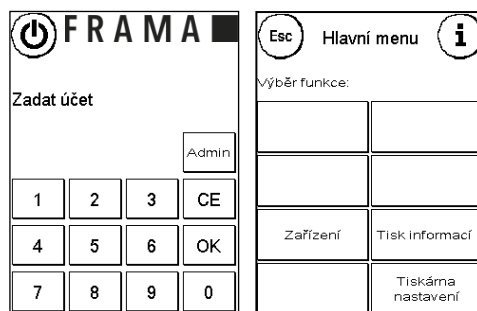 FRAMA
Zadat účet
Admin
1 2 3 CE
4 5 6 OK
7 8 9 0
Esc Hlavní menu i
Výběr funkce:
Zařízení Tisk informací
Tiskárna
nastavení